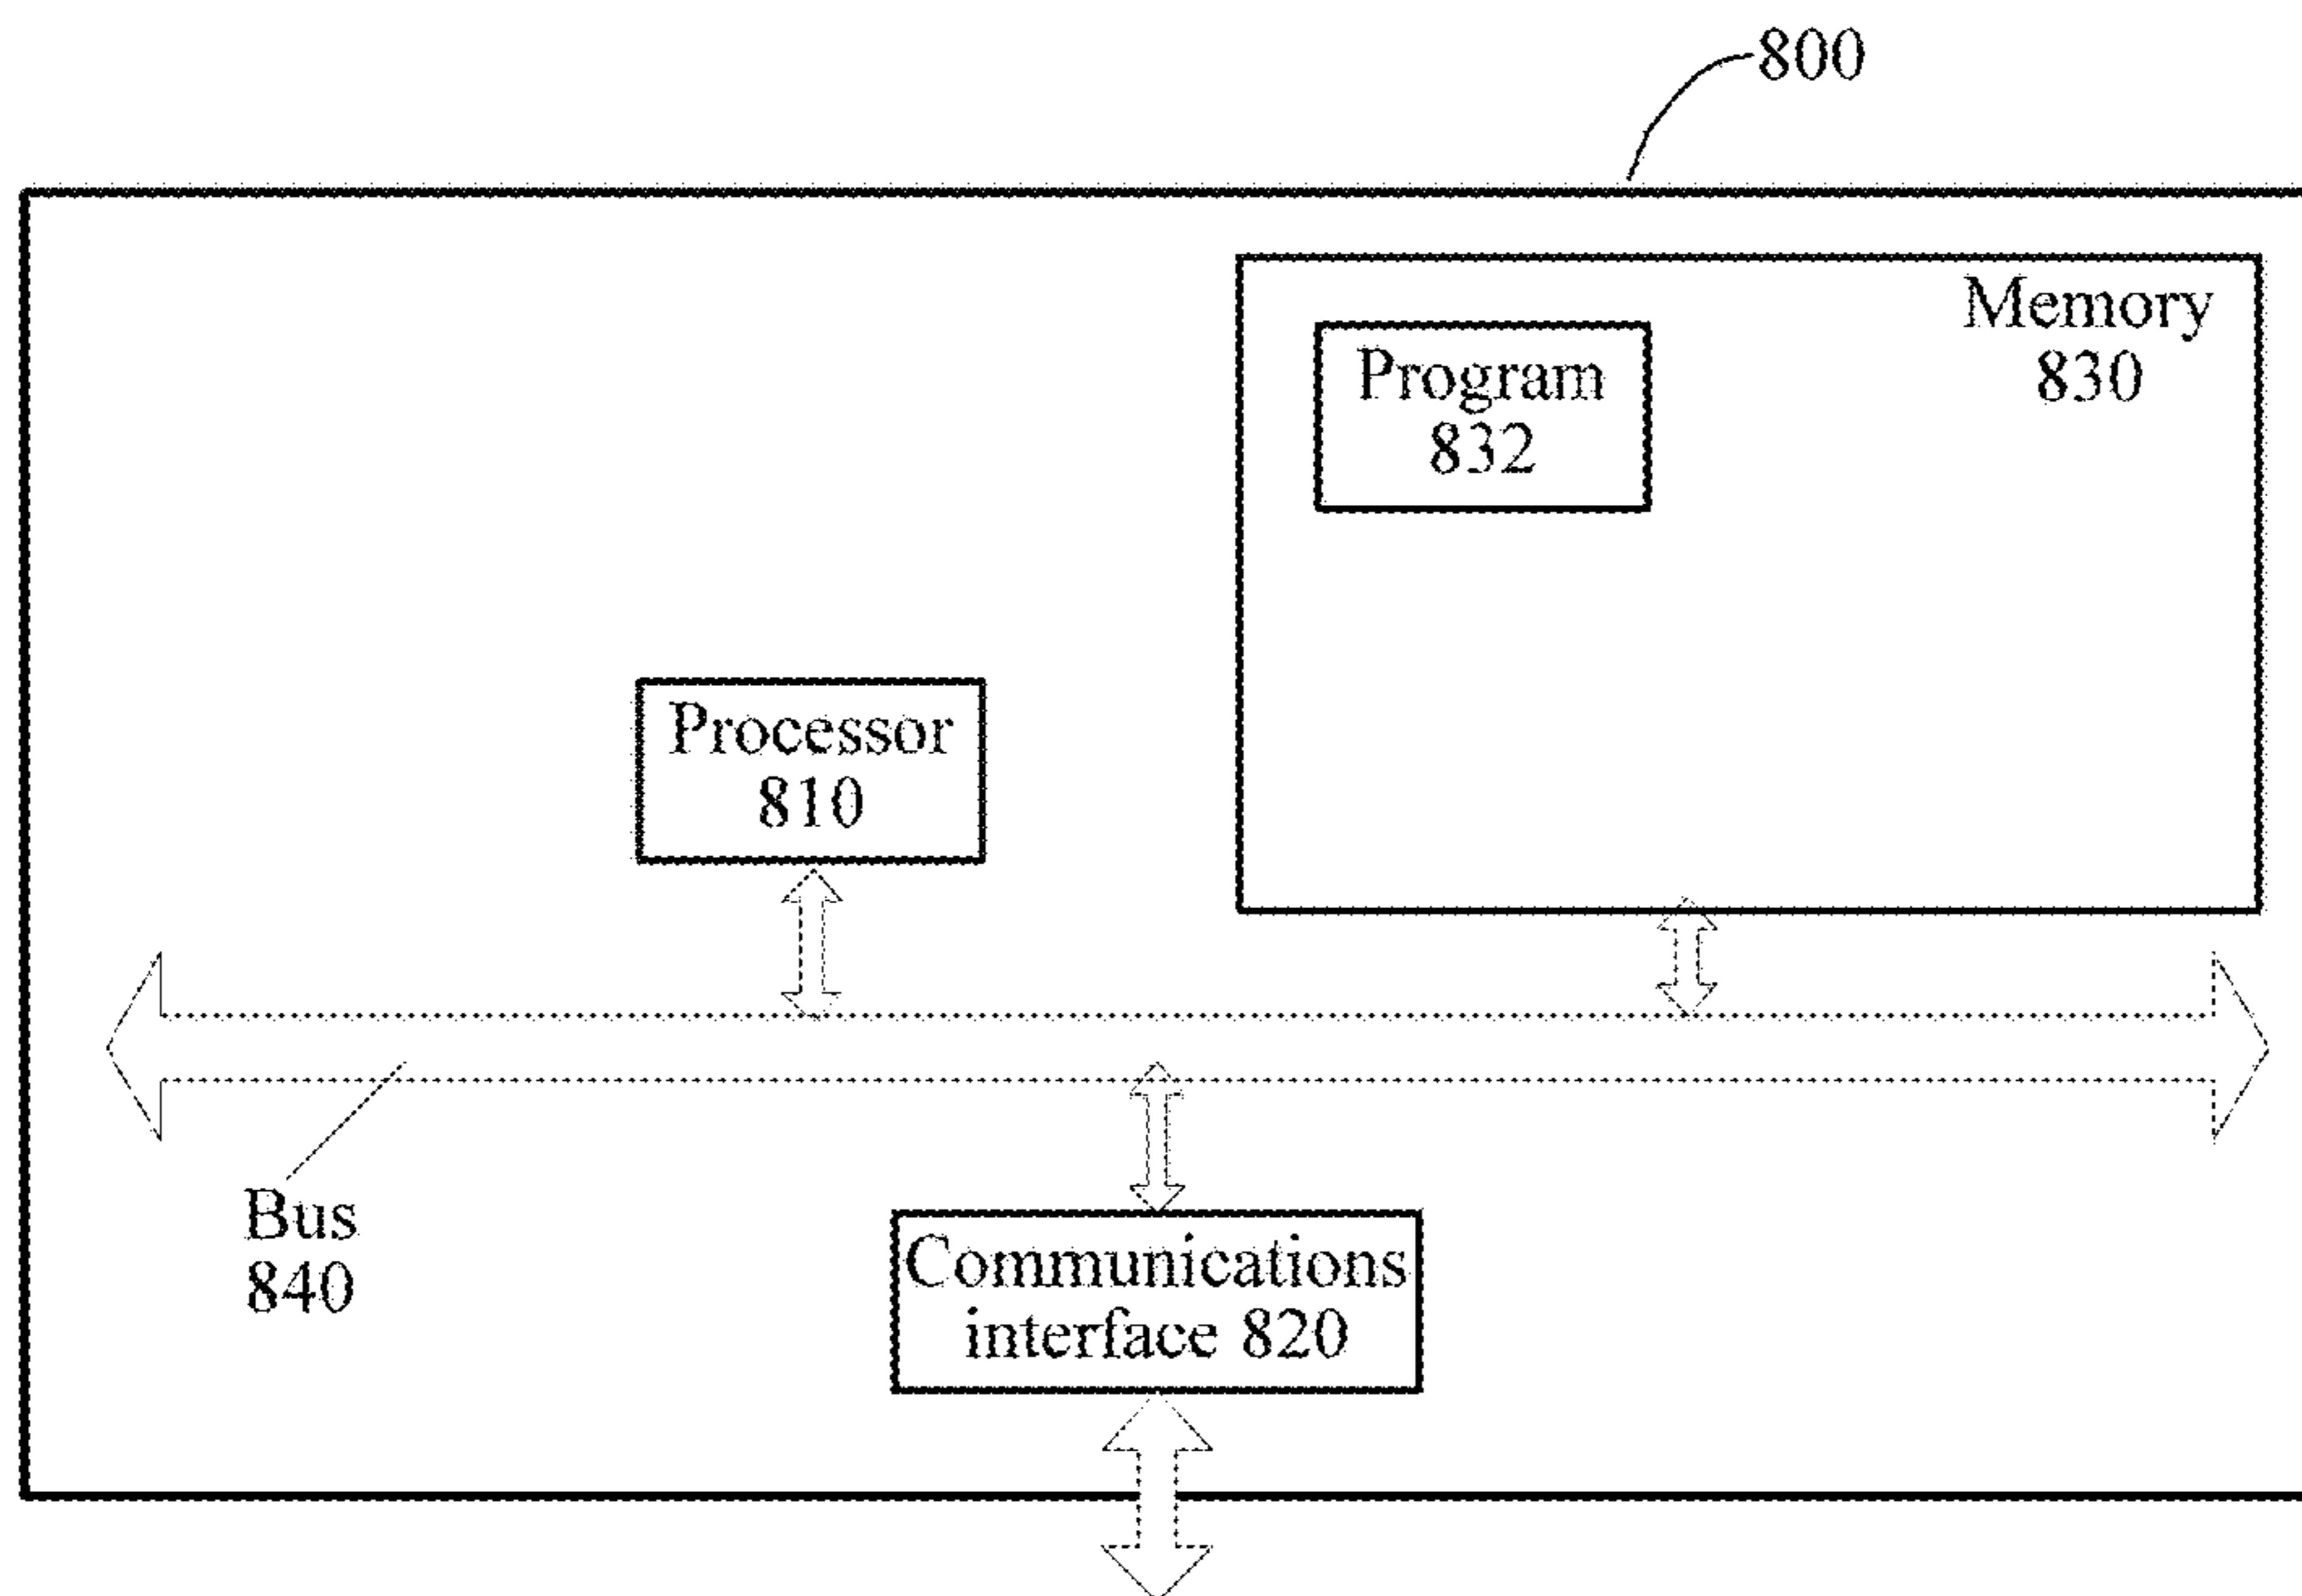 800
Memory
830
Program
832
Processor
810
Bus
840
Communications
interface 820